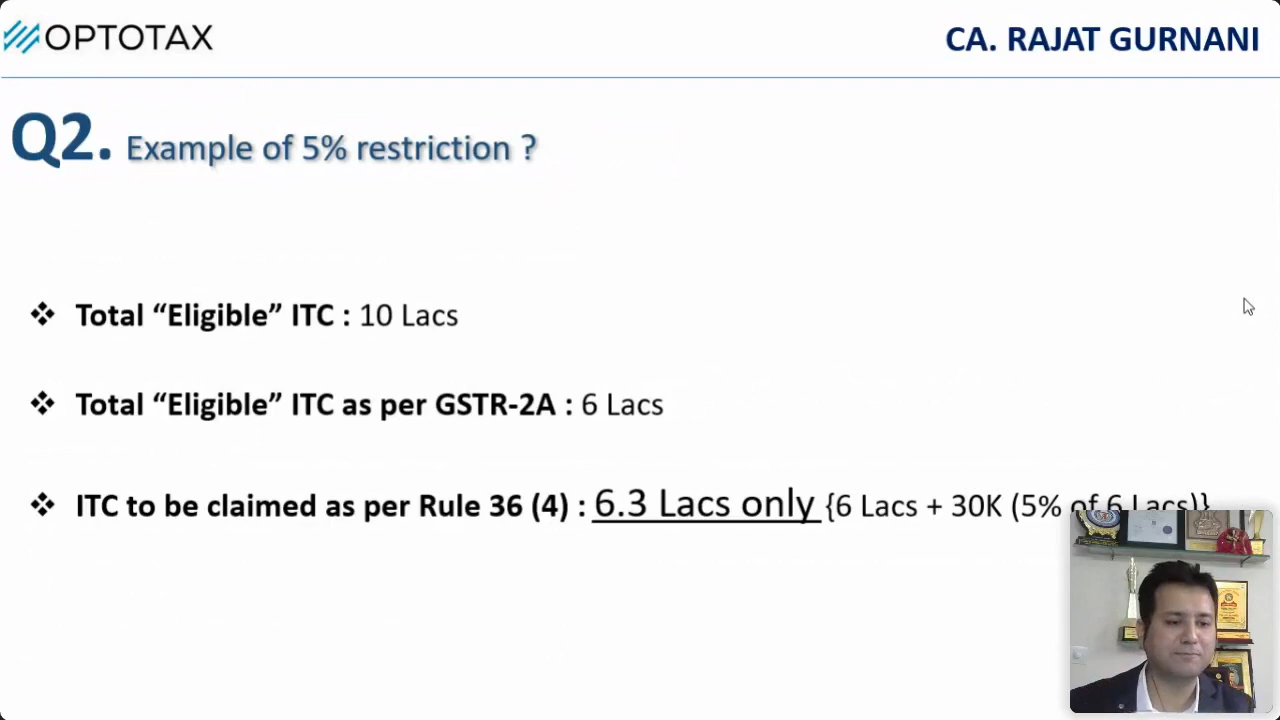 OPTOTAX
CA. RAJAT GURNANI
Q2. Example of 5% restriction ?
❖ Total “Eligible” ITC : 10 Lacs
❖ Total “Eligible” ITC as per GSTR-2A : 6 Lacs
❖ ITC to be claimed as per Rule 36 (4) : 6.3 Lacs only {6 Lacs + 30K (5% of 6 Lacs)}